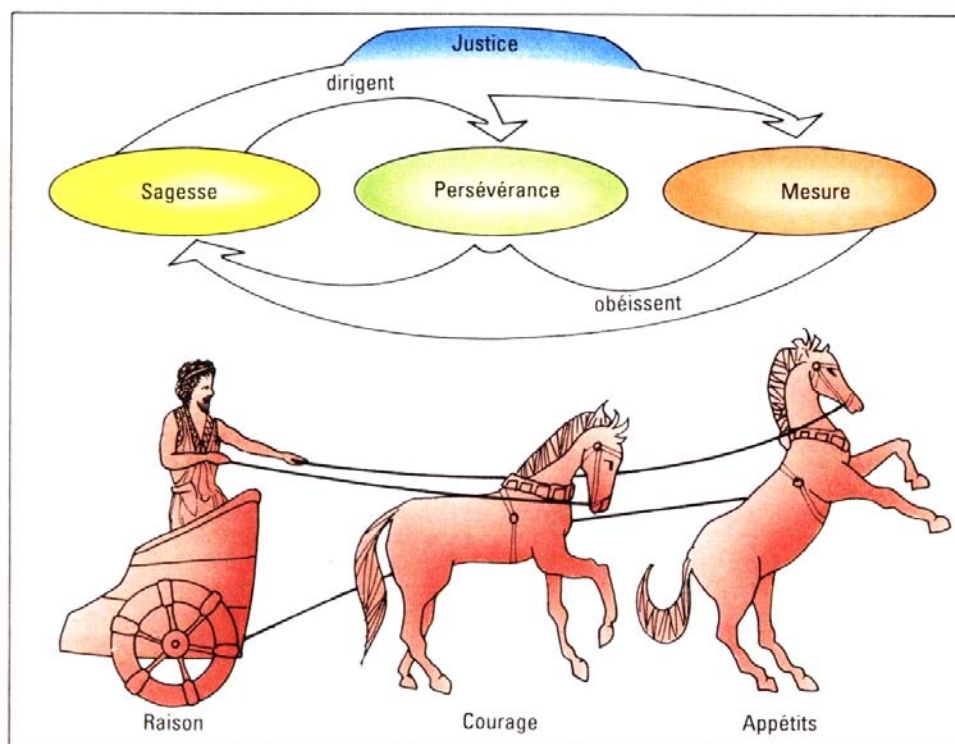 Justice
dirigent
Sagesse
Persévérance
Mesure
obéissent
Raison
Courage
Appétits